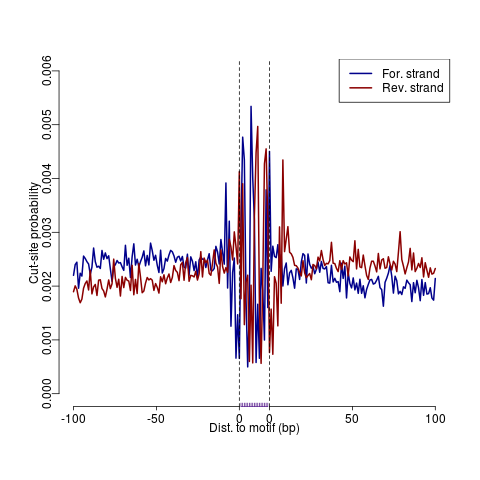 For. strand
Rev. strand
Cut-site probability
0.006
0.005
0.004
0.003
0.002
0.001
0.000
-100 -50 0 0 50 100
Dist. to motif (bp)